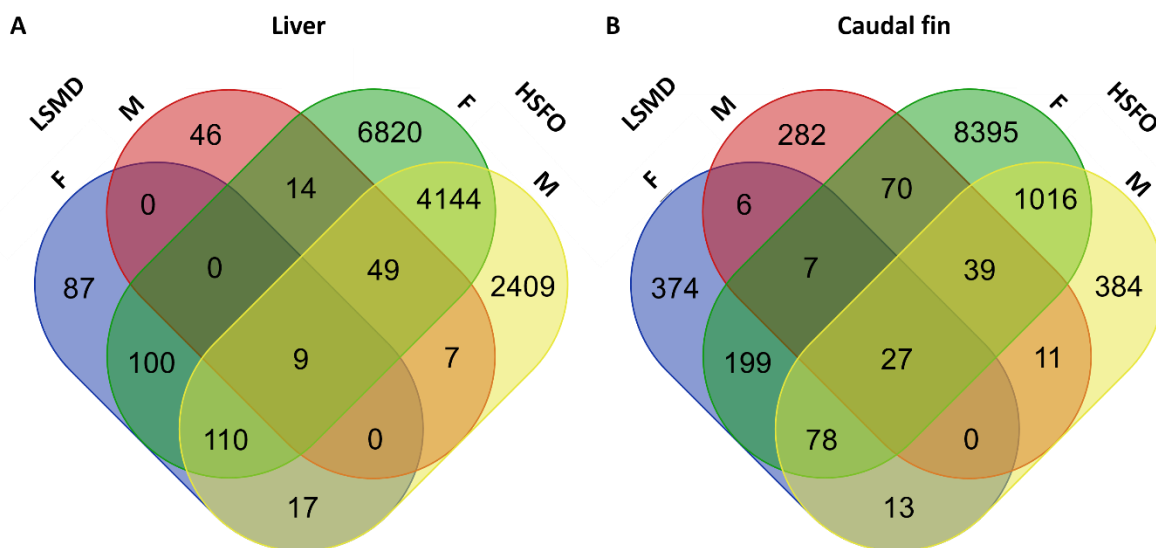 A Liver
LSMD M F HSFO
F M
46 6820
0 14 4144
87 0 49 2409
100 9 7
110 0
17
B Caudal fin
LSMD M F HSFO
F M
282 8395
6 70 1016
374 7 39 384
199 27 11
78 0
13